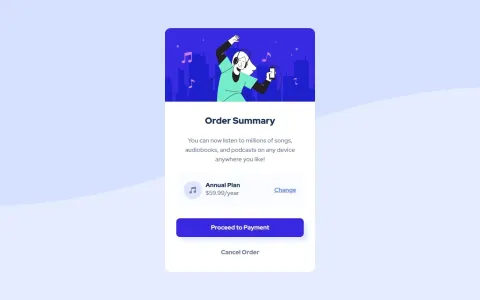 Order Summary
You can now listen to millions of songs,
audiobooks, and podcasts on any device
anywhere you like!
Annual Plan
$59.99/year
Change
Proceed to Payment
Cancel Order